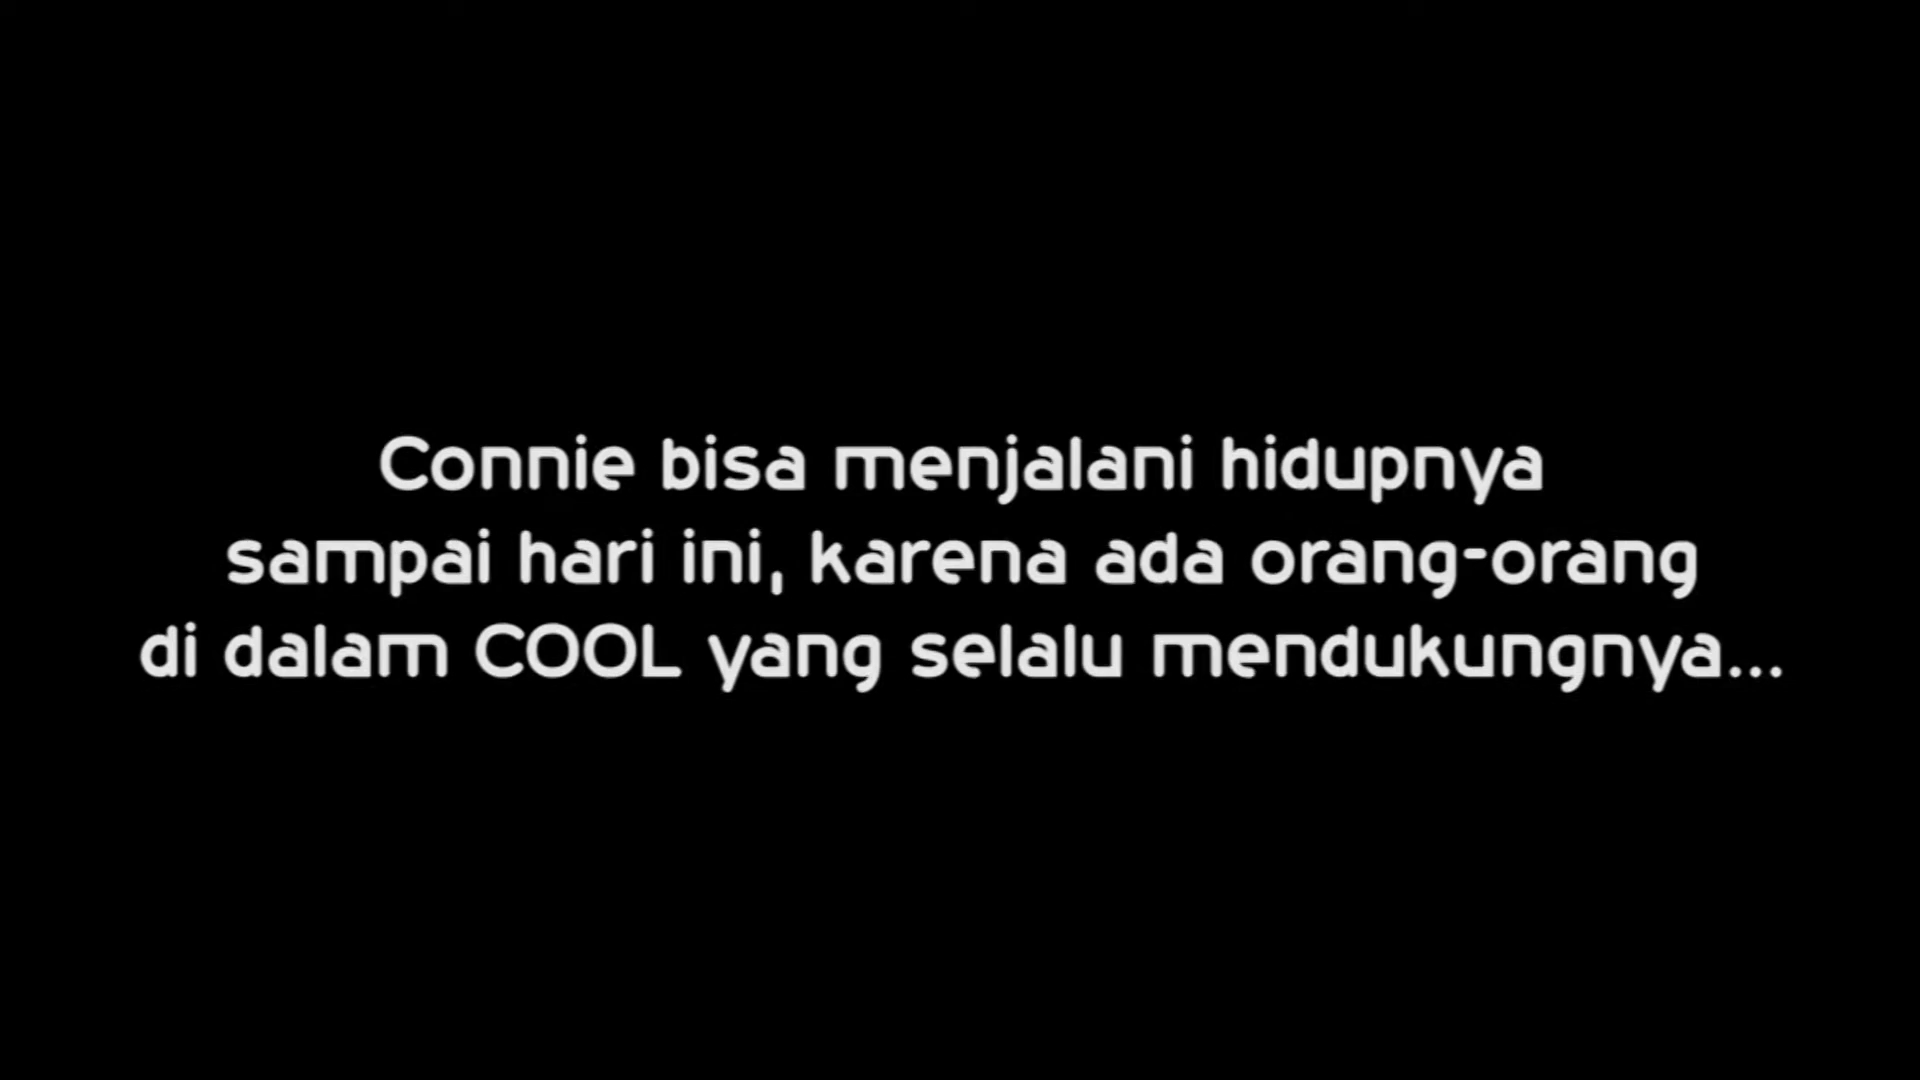 Connie bisa menjalani hidupnya
sampai hari ini, karena ada orang-orang
di dalam COOL yang selalu mendukungnya...